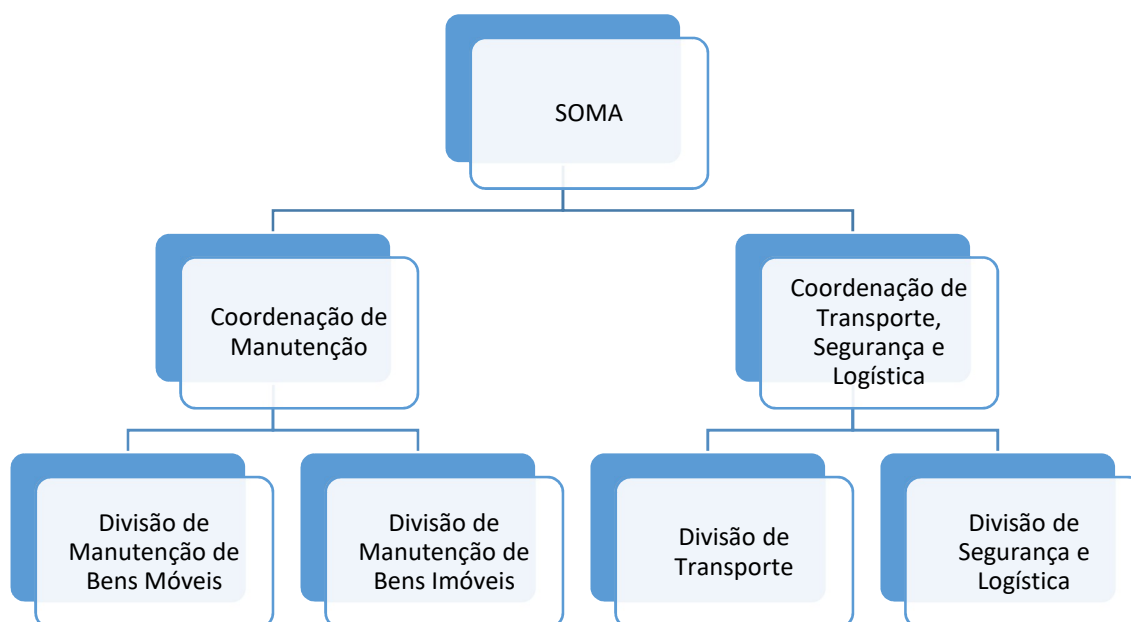 SOMA
Coordenação de
Manutenção
Coordenação de
Transporte,
Segurança e
Logística
Divisão de
Manutenção de
Bens Móveis
Divisão de
Manutenção de
Bens Imóveis
Divisão de
Transporte
Divisão de
Segurança e
Logística